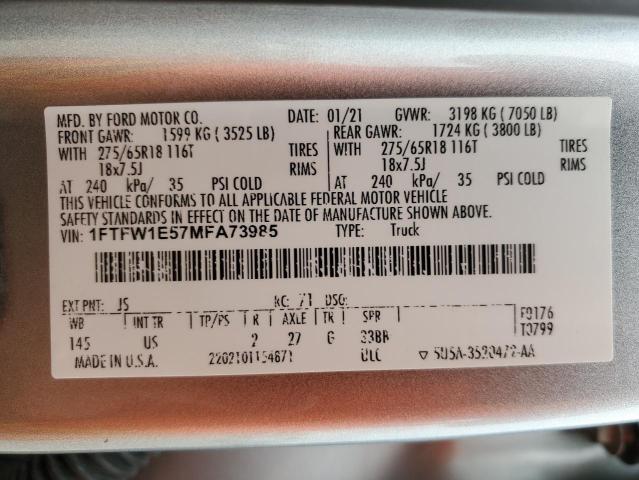 MFD. BY FORD MOTOR CO. DATE: 01/21 GVWR: 3198 KG ( 7050 LB)
FRONT GAWR: 1599 KG ( 3525 LB) REAR GAWR: 1724 KG ( 3800 LB)
WITH 275/65R18 116T TIRES WITH 275/65R18 116T TIRES
18x7.5J RIMS 18x7.5J RIMS
AT 240 kPa/ 35 PSI COLD AT 240 kPa/ 35 PSI COLD
THIS VEHICLE CONFORMS TO ALL APPLICABLE FEDERAL MOTOR VEHICLE
SAFETY STANDARDS IN EFFECT ON THE DATE OF MANUFACTURE SHOWN ABOVE.
VIN: 1FTFW1E57MFA73985 TYPE: Truck
EXT PNT: JS RC: 71 DSO:
WB INT TR TP/PS R AXLE TR SPR F0176
145 US 2 27 G 33BB T0799
MADE IN U.S.A. ULC